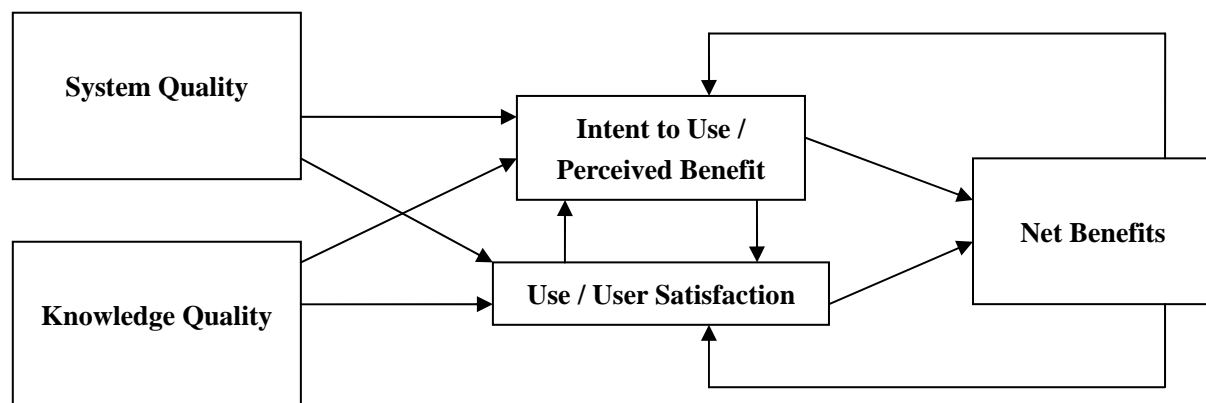 System Quality
Intent to Use /
Perceived Benefit
Net Benefits
Use / User Satisfaction
Knowledge Quality